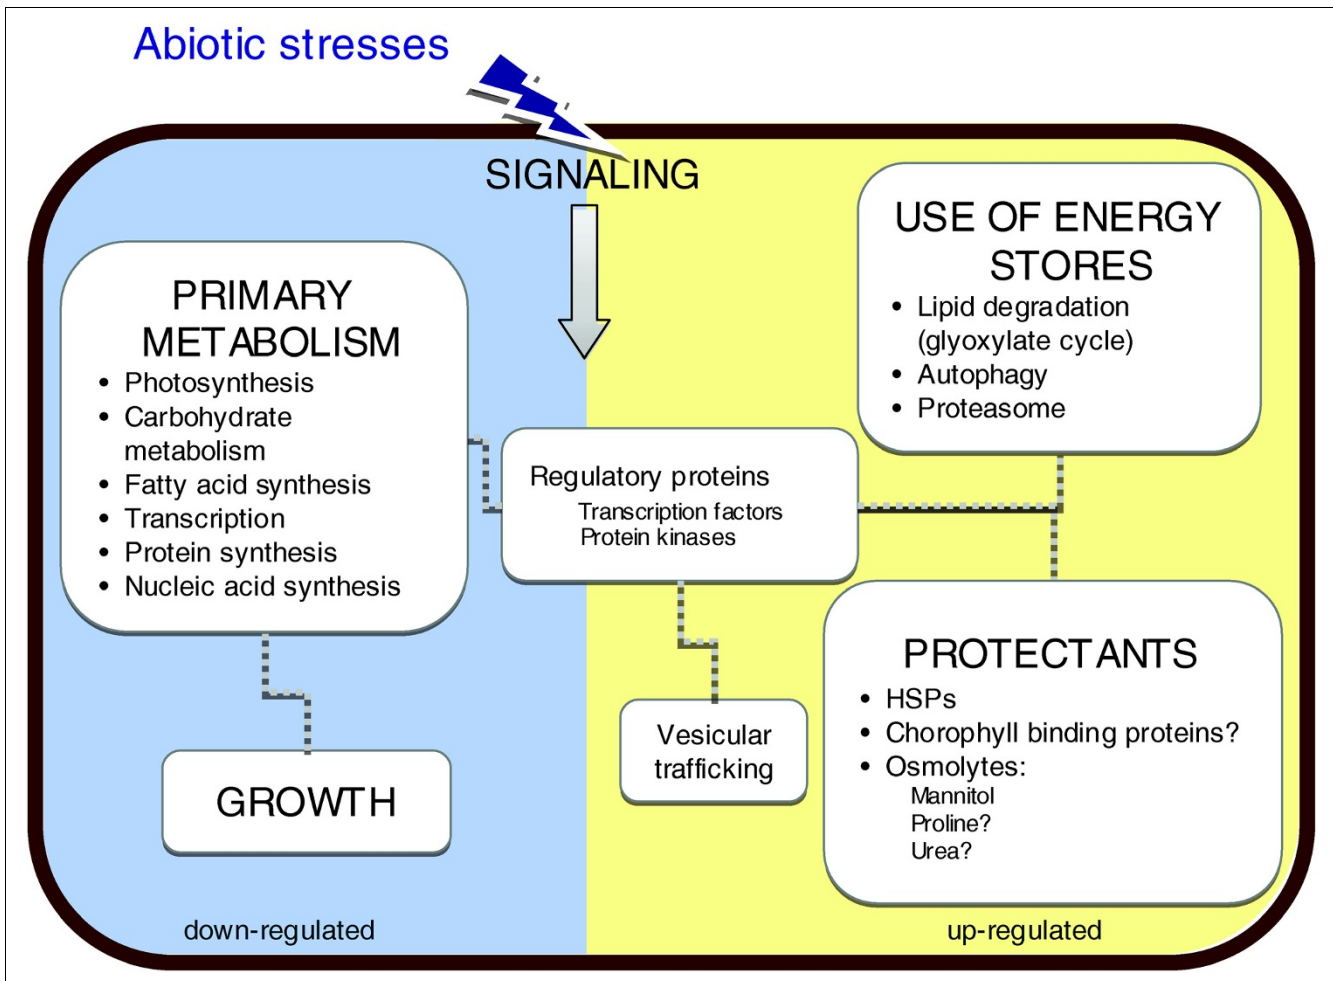 Abiotic stresses
SIGNALING
PRIMARY
METABOLISM
• Photosynthesis
• Carbohydrate
metabolism
• Fatty acid synthesis
• Transcription
• Protein synthesis
• Nucleic acid synthesis
GROWTH
down-regulated
Regulatory proteins
Transcription factors
Protein kinases
Vesicular
trafficking
USE OF ENERGY
STORES
• Lipid degradation
(glyoxylate cycle)
• Autophagy
• Proteasome
PROTECTANTS
• HSPs
• Chorophyll binding proteins?
• Osmolytes:
Mannitol
Proline?
Urea?
up-regulated